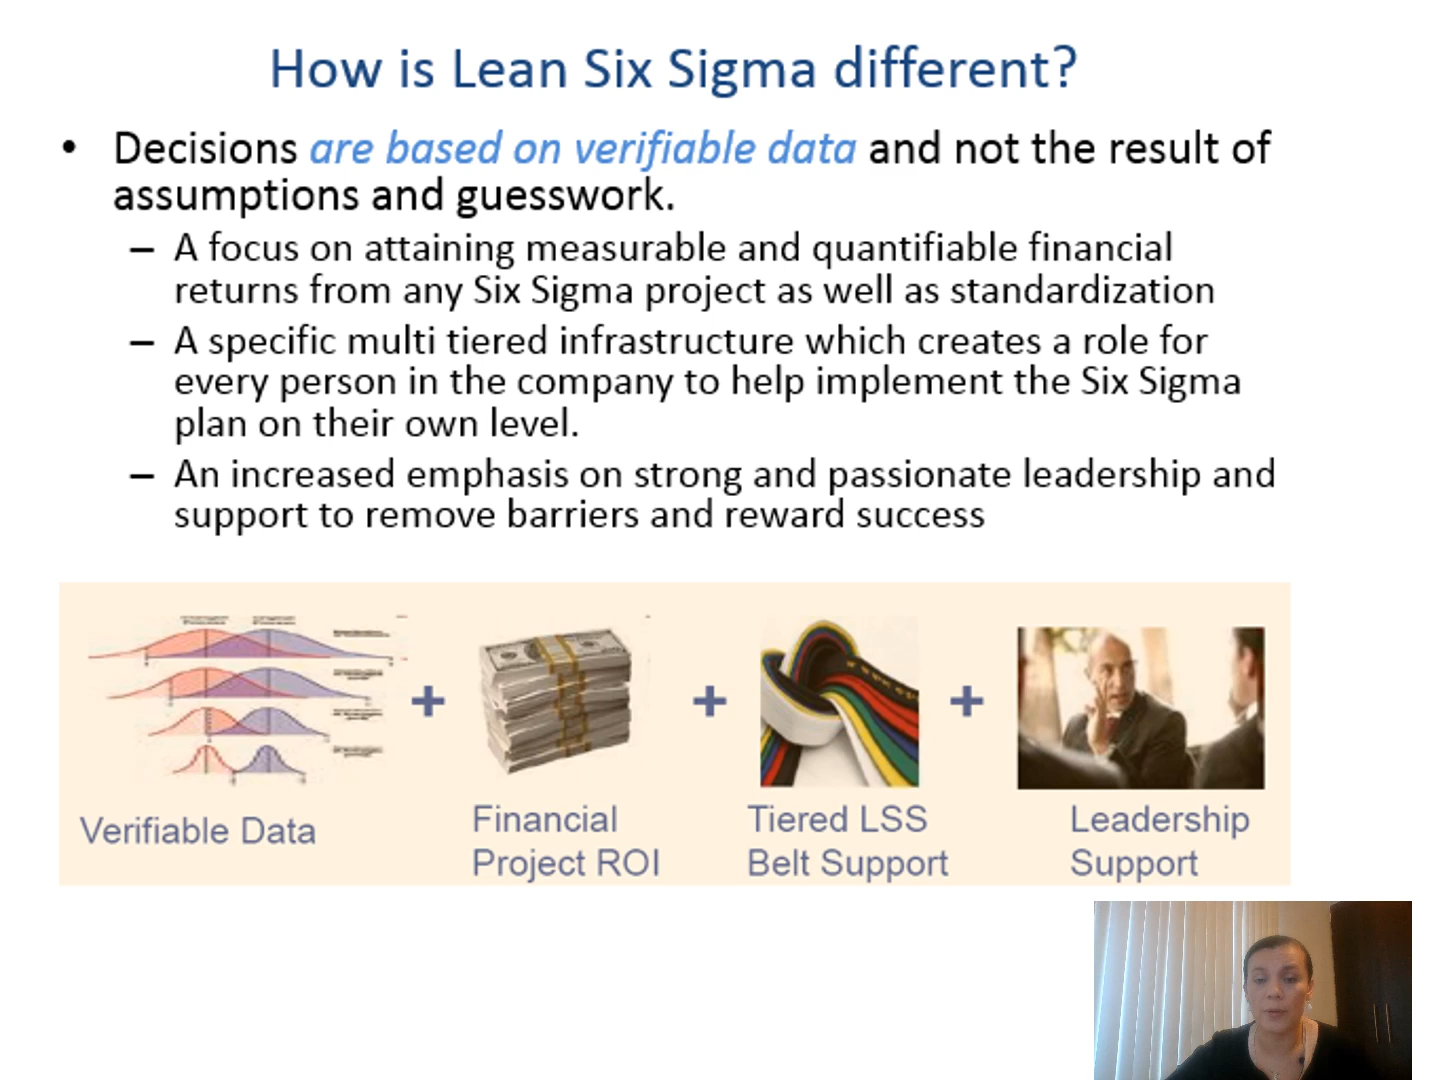 How is Lean Six Sigma different?
• Decisions are based on verifiable data and not the result of
assumptions and guesswork.
– A focus on attaining measurable and quantifiable financial
returns from any Six Sigma project as well as standardization
– A specific multi tiered infrastructure which creates a role for
every person in the company to help implement the Six Sigma
plan on their own level.
– An increased emphasis on strong and passionate leadership and
support to remove barriers and reward success
+ + +
Verifiable Data
Financial
Project ROI
Tiered LSS
Belt Support
Leadership
Support